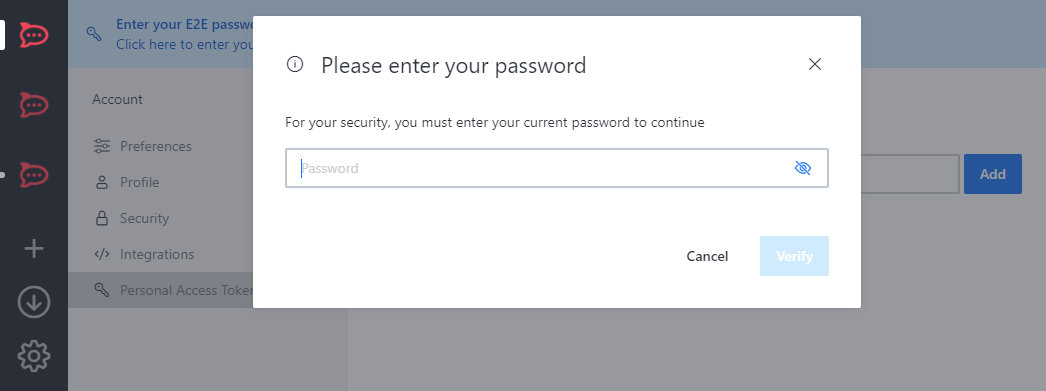 Enter your E2E passw
Click here to enter you
Account
Preferences
Profile
Security
Integrations
Personal Access Token
Please enter your password
For your security, you must enter your current password to continue
Password
Cancel
Verify
Add